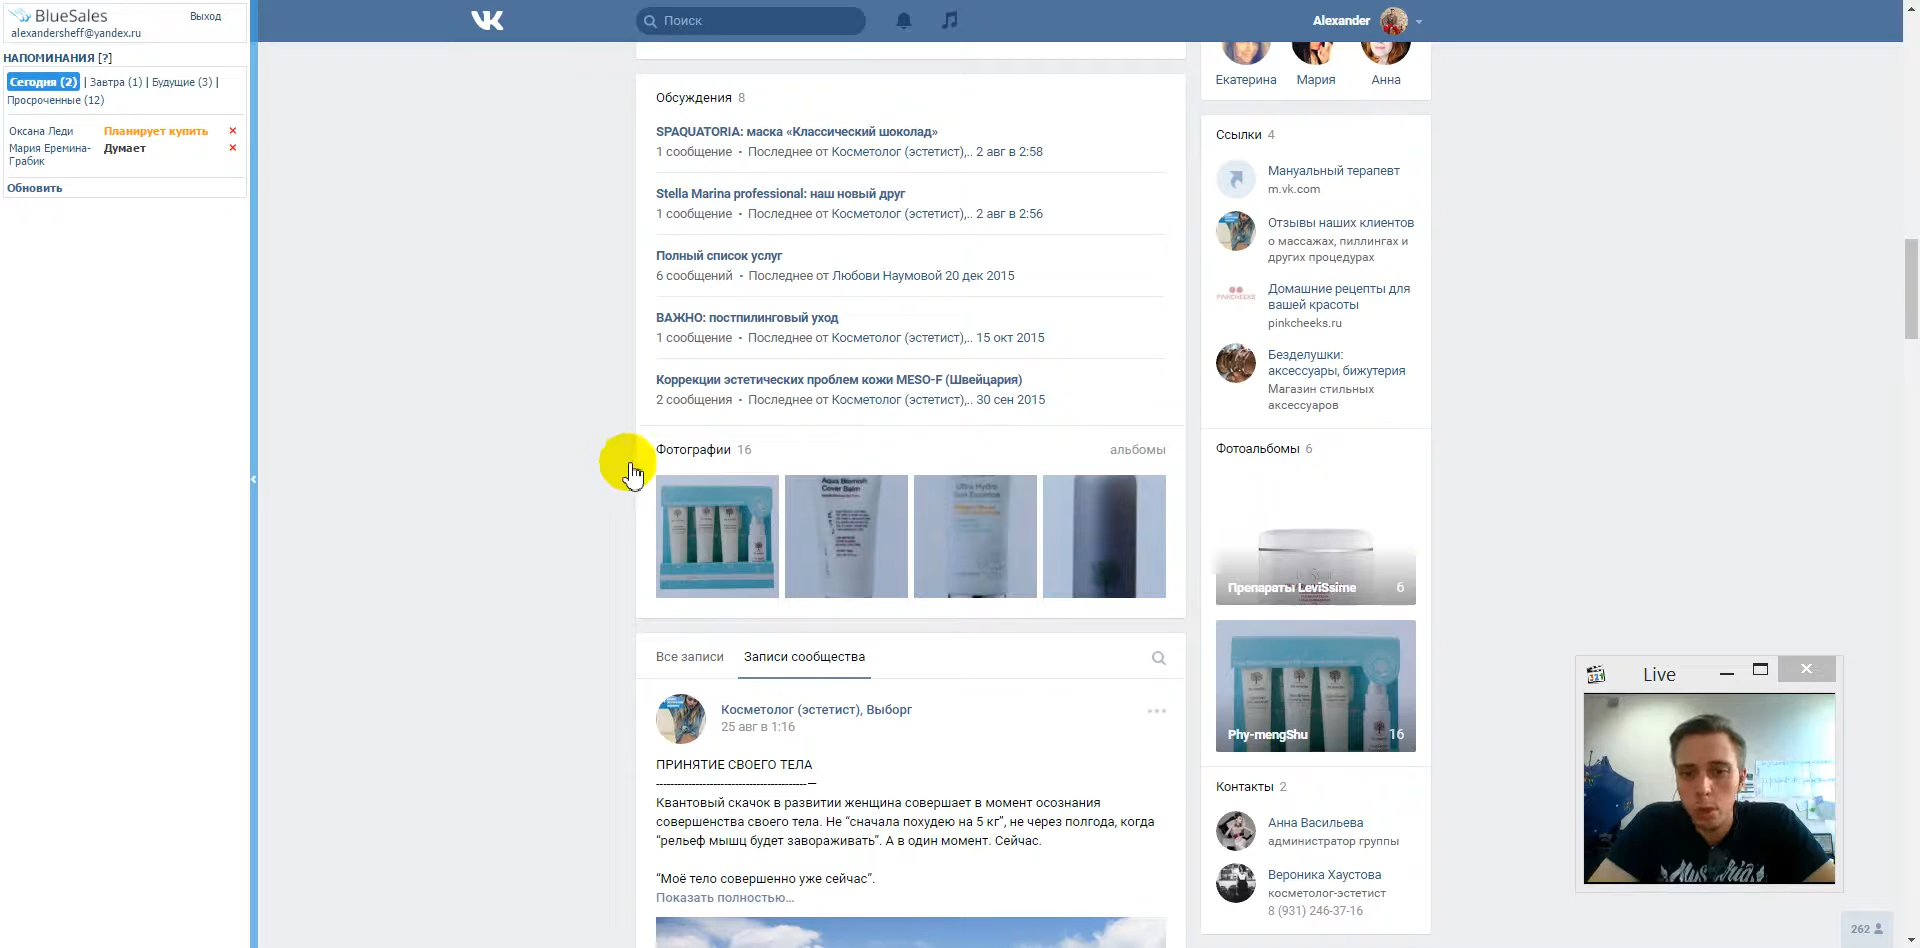 BlueSales
Выход
alexandersheff@yandex.ru
НАПОМИНАНИЯ [?]
Сегодня (2) | Завтра (1) | Будущие (3) |
Просроченные (12)
Оксана Леди Планирует купить
Мария Еремина-Грабик Думает
Обновить
Поиск
Alexander
Обсуждения 8
SPAQUATORIA: маска «Классический шоколад»
1 сообщение · Последнее от Косметолог (эстетист),.. 2 авг в 2:58
Stella Marina professional: наш новый друг
1 сообщение · Последнее от Косметолог (эстетист),.. 2 авг в 2:56
Полный список услуг
6 сообщений · Последнее от Любови Наумовой 20 дек 2015
ВАЖНО: постпилинговый уход
1 сообщение · Последнее от Косметолог (эстетист),.. 15 окт 2015
Коррекции эстетических проблем кожи MESO-F (Швейцария)
2 сообщения · Последнее от Косметолог (эстетист),.. 30 сен 2015
Фотографии 16
альбомы
Aqua Blemish
Cover Balm
Ultra Hydro
Skin Essence
Все записи
Записи сообщества
Косметолог (эстетист), Выборг
25 авг в 1:16
ПРИНЯТИЕ СВОЕГО ТЕЛА
-------------------------------------------—
Квантовый скачок в развитии женщина совершает в момент осознания
совершенства своего тела. Не “сначала похудею на 5 кг”, не через полгода, когда
“рельеф мышц будет завораживать”. А в один момент. Сейчас.
“Моё тело совершенно уже сейчас”.
Показать полностью...
Екатерина
Мария
Анна
Ссылки 4
Мануальный терапевт
m.vk.com
Отзывы наших клиентов
о массажах, пиллингах и
других процедурах
PINKCHEEKS
Домашние рецепты для
вашей красоты
pinkcheeks.ru
Безделушки:
аксессуары, бижутерия
Магазин стильных
аксессуаров
Фотоальбомы 6
Препараты LeviSsime 6
Phy-mengShu 16
Контакты 2
Анна Васильева
администратор группы
Вероника Хаустова
косметолог-эстетист
8 (931) 246-37-16
Live
262